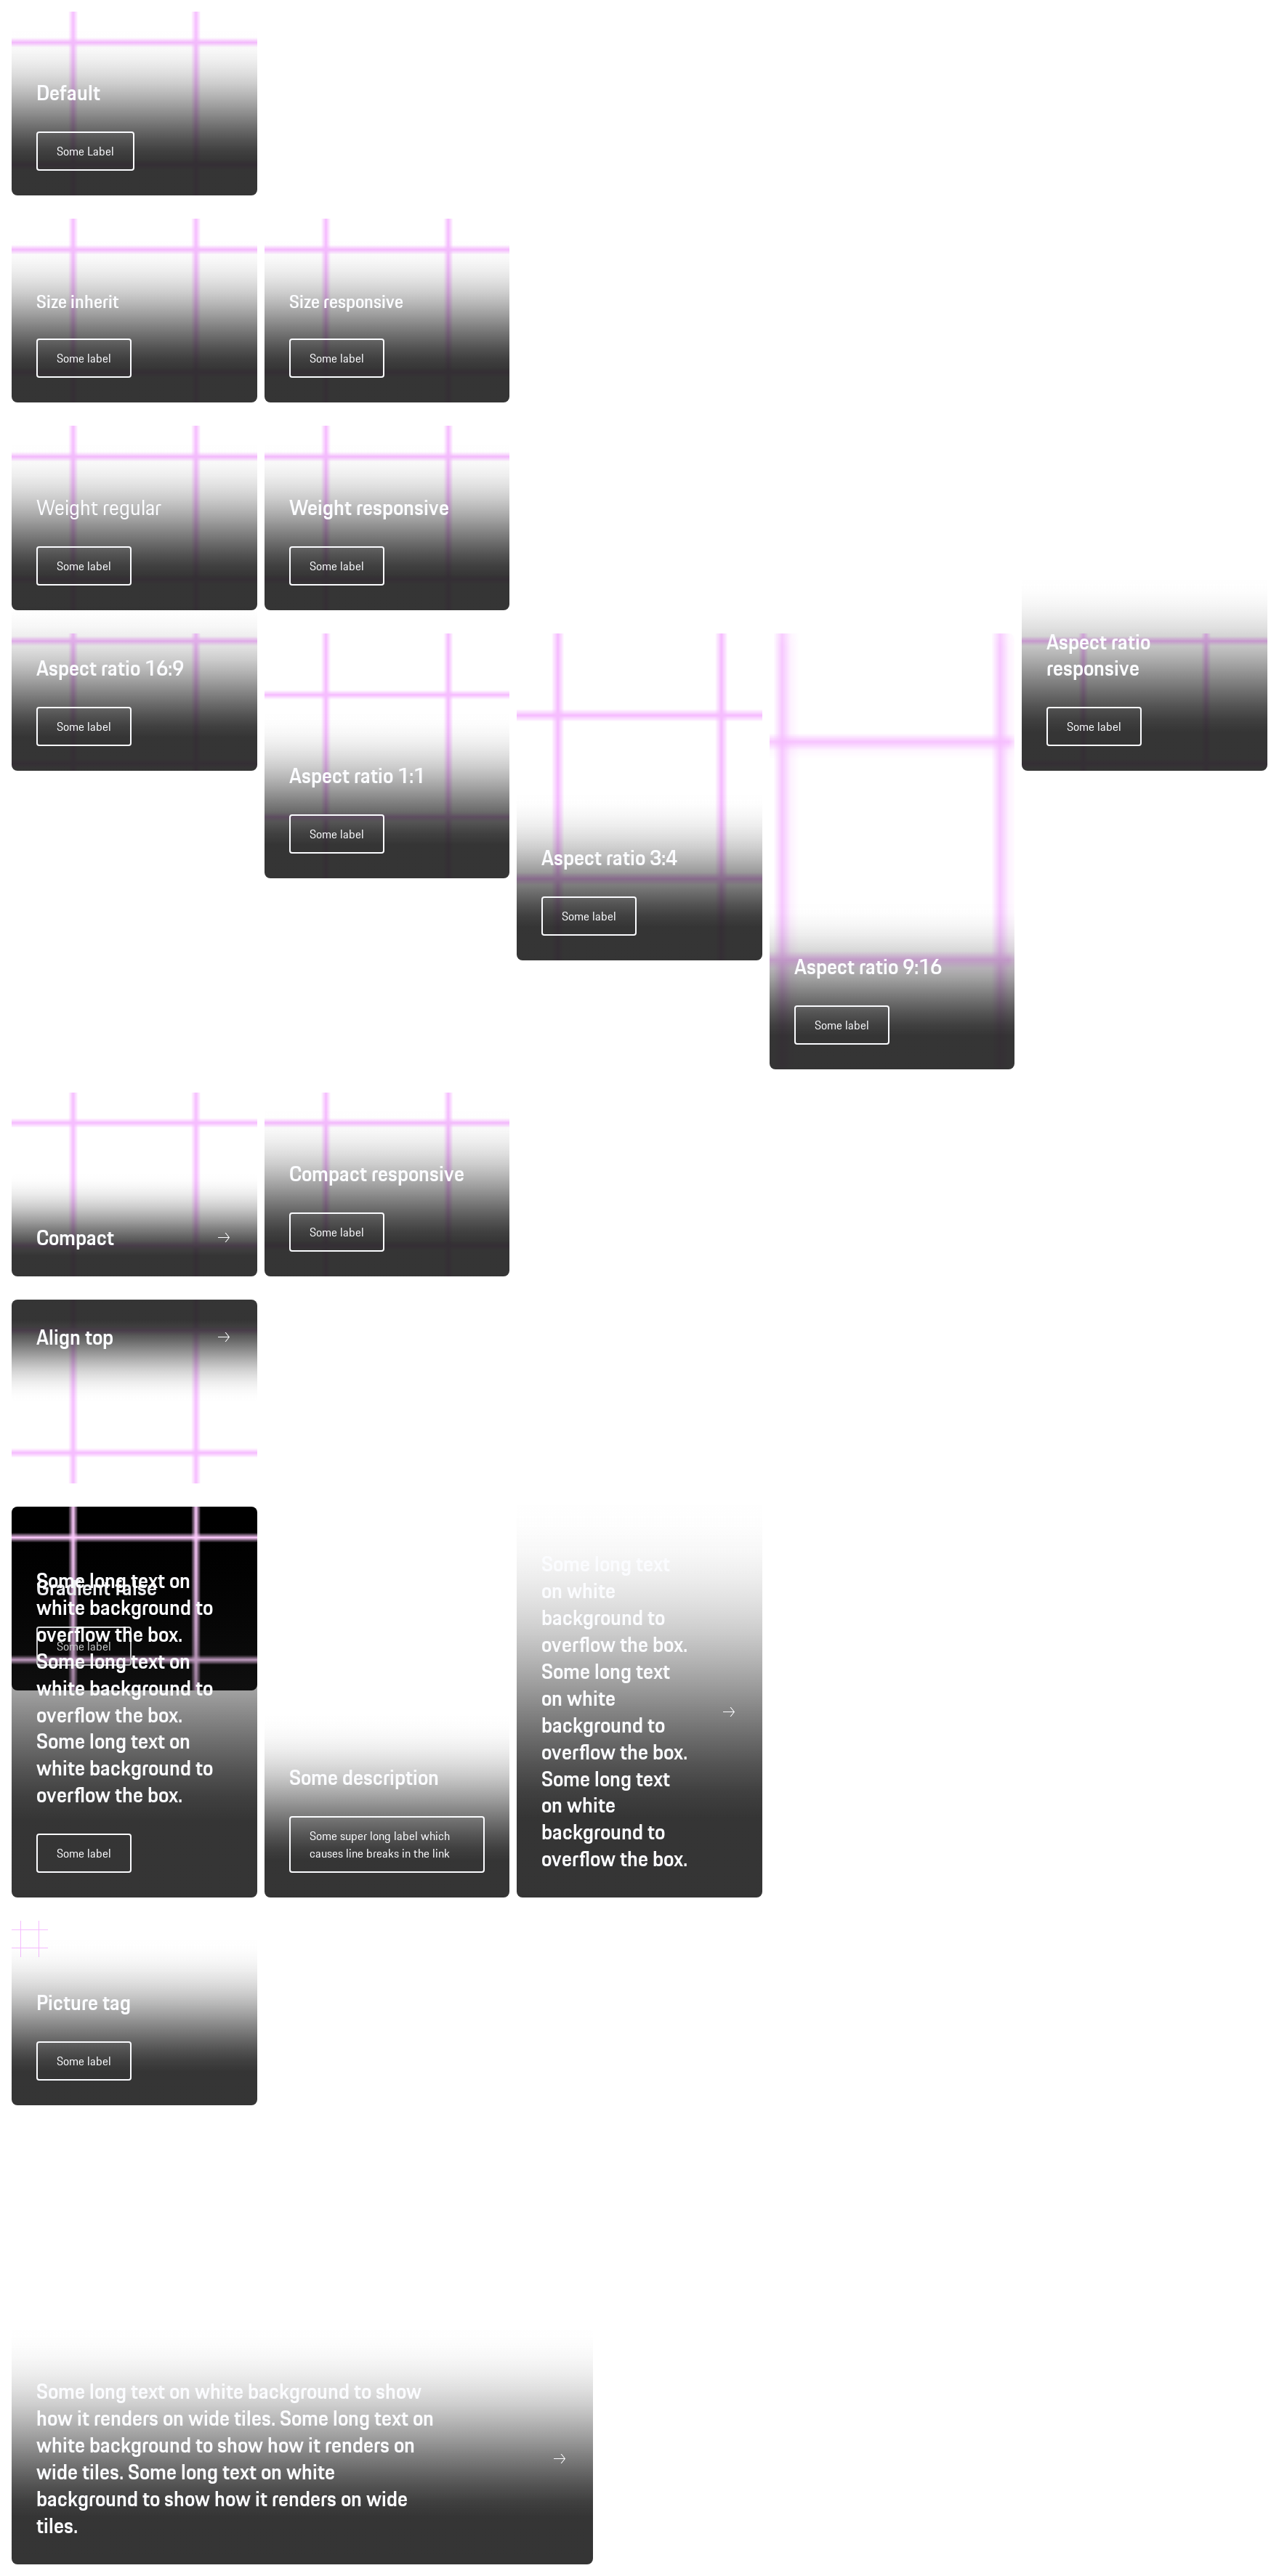 Default
Some Label
Size inherit
Some label
Size responsive
Some label
Weight regular
Some label
Weight responsive
Some label
Aspect ratio 16:9
Some label
Aspect ratio 1:1
Some label
Aspect ratio 3:4
Some label
Aspect ratio 9:16
Some label
Aspect ratio
responsive
Some label
Compact
Compact responsive
Some label
Align top
Gradient false
Some label
Some long text on
white background to
overflow the box.
Some long text on
white background to
overflow the box.
Some long text on
white background to
overflow the box.
Some label
Some description
Some super long label which
causes line breaks in the link
Some long text
on white
background to
overflow the box.
Some long text
on white
background to
overflow the box.
Some long text
on white
background to
overflow the box.
Picture tag
Some label
Some long text on white background to show
how it renders on wide tiles. Some long text on
white background to show how it renders on
wide tiles. Some long text on white
background to show how it renders on wide
tiles.